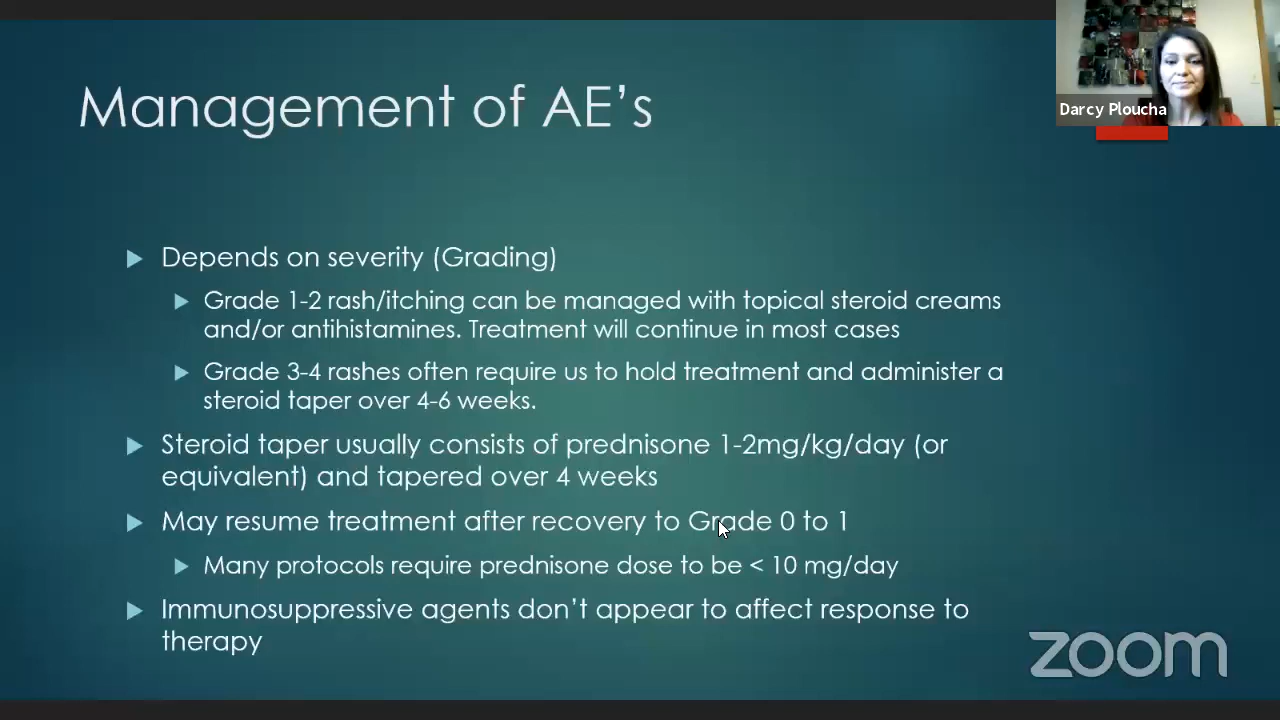 Management of AE's
Darcy Ploucha
Depends on severity (Grading)
Grade 1-2 rash/itching can be managed with topical steroid creams
and/or antihistamines. Treatment will continue in most cases
Grade 3-4 rashes often require us to hold treatment and administer a
steroid taper over 4-6 weeks.
Steroid taper usually consists of prednisone 1-2mg/kg/day (or
equivalent) and tapered over 4 weeks
May resume treatment after recovery to Grade 0 to 1
Many protocols require prednisone dose to be < 10 mg/day
Immunosuppressive agents don't appear to affect response to
therapy
zoom